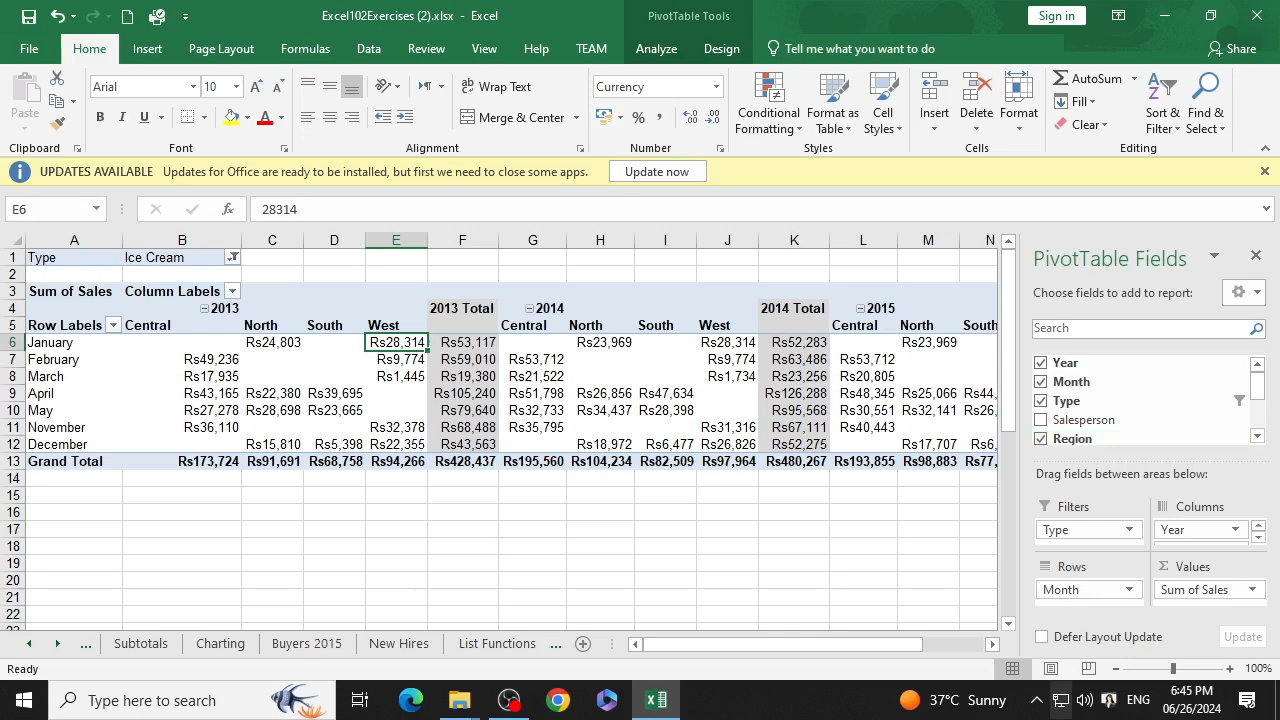 Excel102Exercises (2).xlsx - Excel
PivotTable Tools
Sign in
File Home Insert Page Layout Formulas Data Review View Help TEAM Analyze Design Tell me what you want to do Share
Paste
Clipboard
Arial 10
B I U A
Font
Wrap Text
Merge & Center
Alignment
Currency
% ,
Number
Conditional Formatting
Format as Table
Cell Styles
Styles
Insert Delete Format
Cells
AutoSum
Fill
Clear
Sort & Filter
Find & Select
Editing
UPDATES AVAILABLE Updates for Office are ready to be installed, but first we need to close some apps. Update now
E6 fx 28314
A B C D E F G H I J K L M N
1 Type Ice Cream
2
3 Sum of Sales Column Labels
4 2013 2013 Total 2014 2014 Total 2015
5 Row Labels Central North South West Central North South West Central North South
6 January Rs24,803 Rs28,314 Rs53,117 Rs23,969 Rs28,314 Rs52,283 Rs23,969
7 February Rs49,236 Rs9,774 Rs59,010 Rs53,712 Rs9,774 Rs63,486 Rs53,712
8 March Rs17,935 Rs1,445 Rs19,380 Rs21,522 Rs1,734 Rs23,256 Rs20,805
9 April Rs43,165 Rs22,380 Rs39,695 Rs105,240 Rs51,798 Rs26,856 Rs47,634 Rs126,288 Rs48,345 Rs25,066 Rs44,
10 May Rs27,278 Rs28,698 Rs23,665 Rs79,640 Rs32,733 Rs34,437 Rs28,398 Rs95,568 Rs30,551 Rs32,141 Rs26,
11 November Rs36,110 Rs32,378 Rs68,488 Rs35,795 Rs31,316 Rs67,111 Rs40,443
12 December Rs15,810 Rs5,398 Rs22,355 Rs43,563 Rs18,972 Rs6,477 Rs26,826 Rs52,275 Rs17,707 Rs6,
13 Grand Total Rs173,724 Rs91,691 Rs68,758 Rs94,266 Rs428,437 Rs195,560 Rs104,234 Rs82,509 Rs97,964 Rs480,267 Rs193,855 Rs98,883 Rs77,
14
15
16
17
18
19
20
21
22
PivotTable Fields
Choose fields to add to report:
Search
Year
Month
Type
Salesperson
Region
Drag fields between areas below:
Filters Columns
Type Year
Rows Σ Values
Month Sum of Sales
Defer Layout Update Update
... Subtotals Charting Buyers 2015 New Hires List Functions ...
Ready 100%
Type here to search
37°C Sunny ENG
6:45 PM
06/26/2024